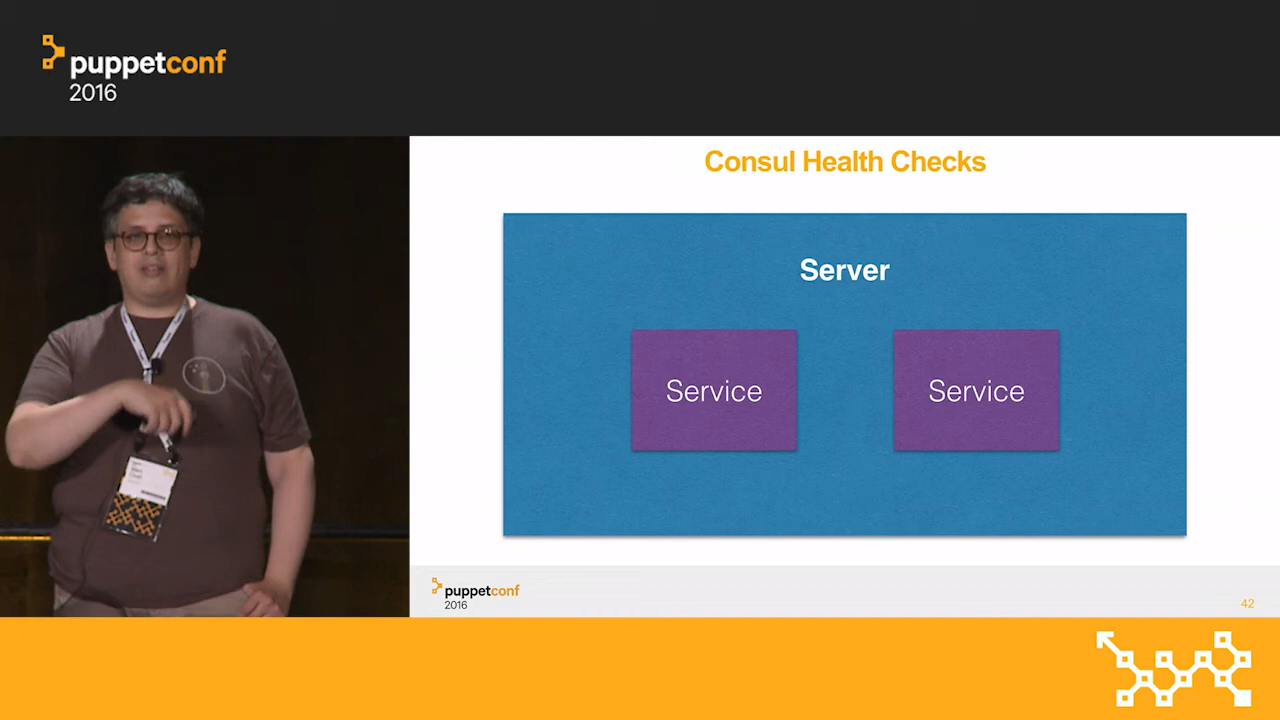 puppetconf
2016
Consul Health Checks
Server
Service
Service
puppetconf
2016
42